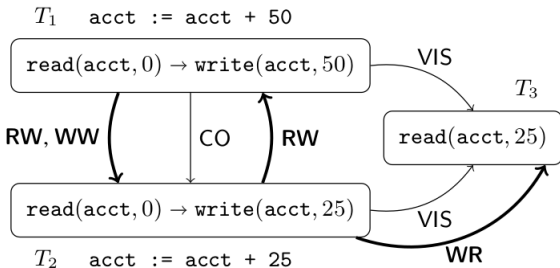 T₁ acct := acct + 50
read(acct, 0) → write(acct, 50)
VIS
T₃
RW, WW
CO
RW
read(acct, 25)
read(acct, 0) → write(acct, 25)
VIS
WR
T₂ acct := acct + 25